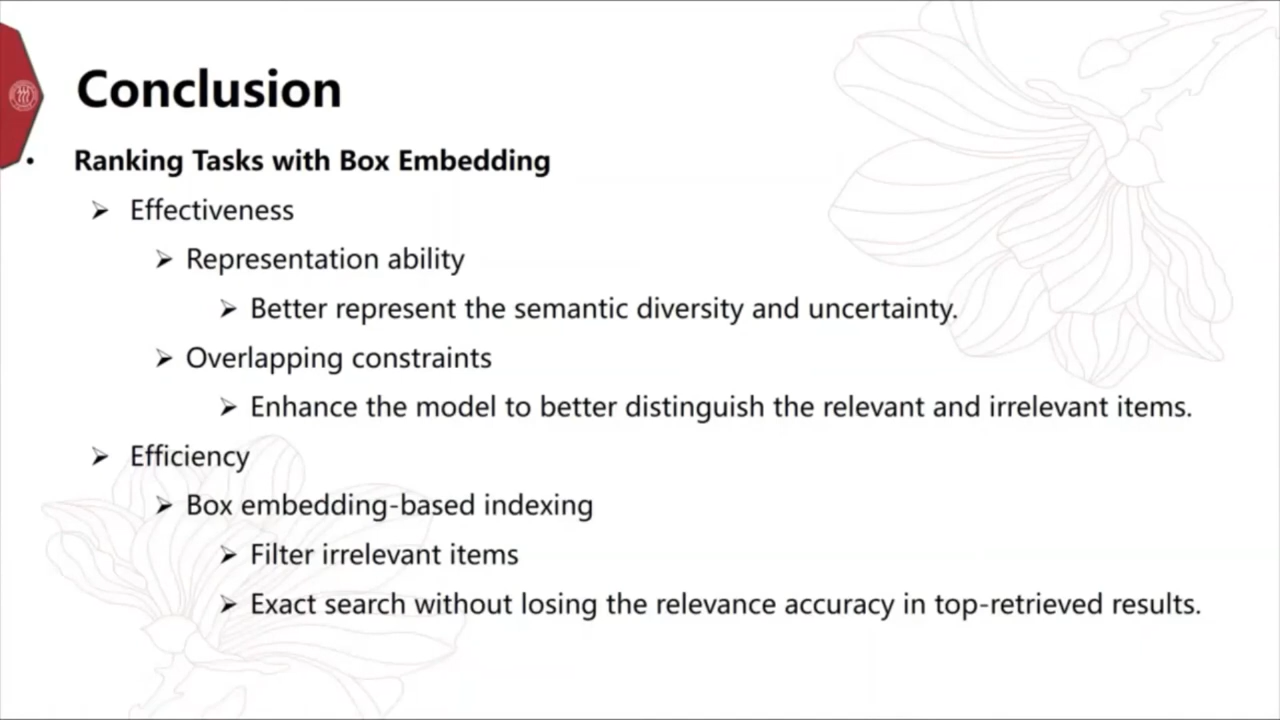 Conclusion
• Ranking Tasks with Box Embedding
➢ Effectiveness
➢ Representation ability
➢ Better represent the semantic diversity and uncertainty.
➢ Overlapping constraints
➢ Enhance the model to better distinguish the relevant and irrelevant items.
➢ Efficiency
➢ Box embedding-based indexing
➢ Filter irrelevant items
➢ Exact search without losing the relevance accuracy in top-retrieved results.